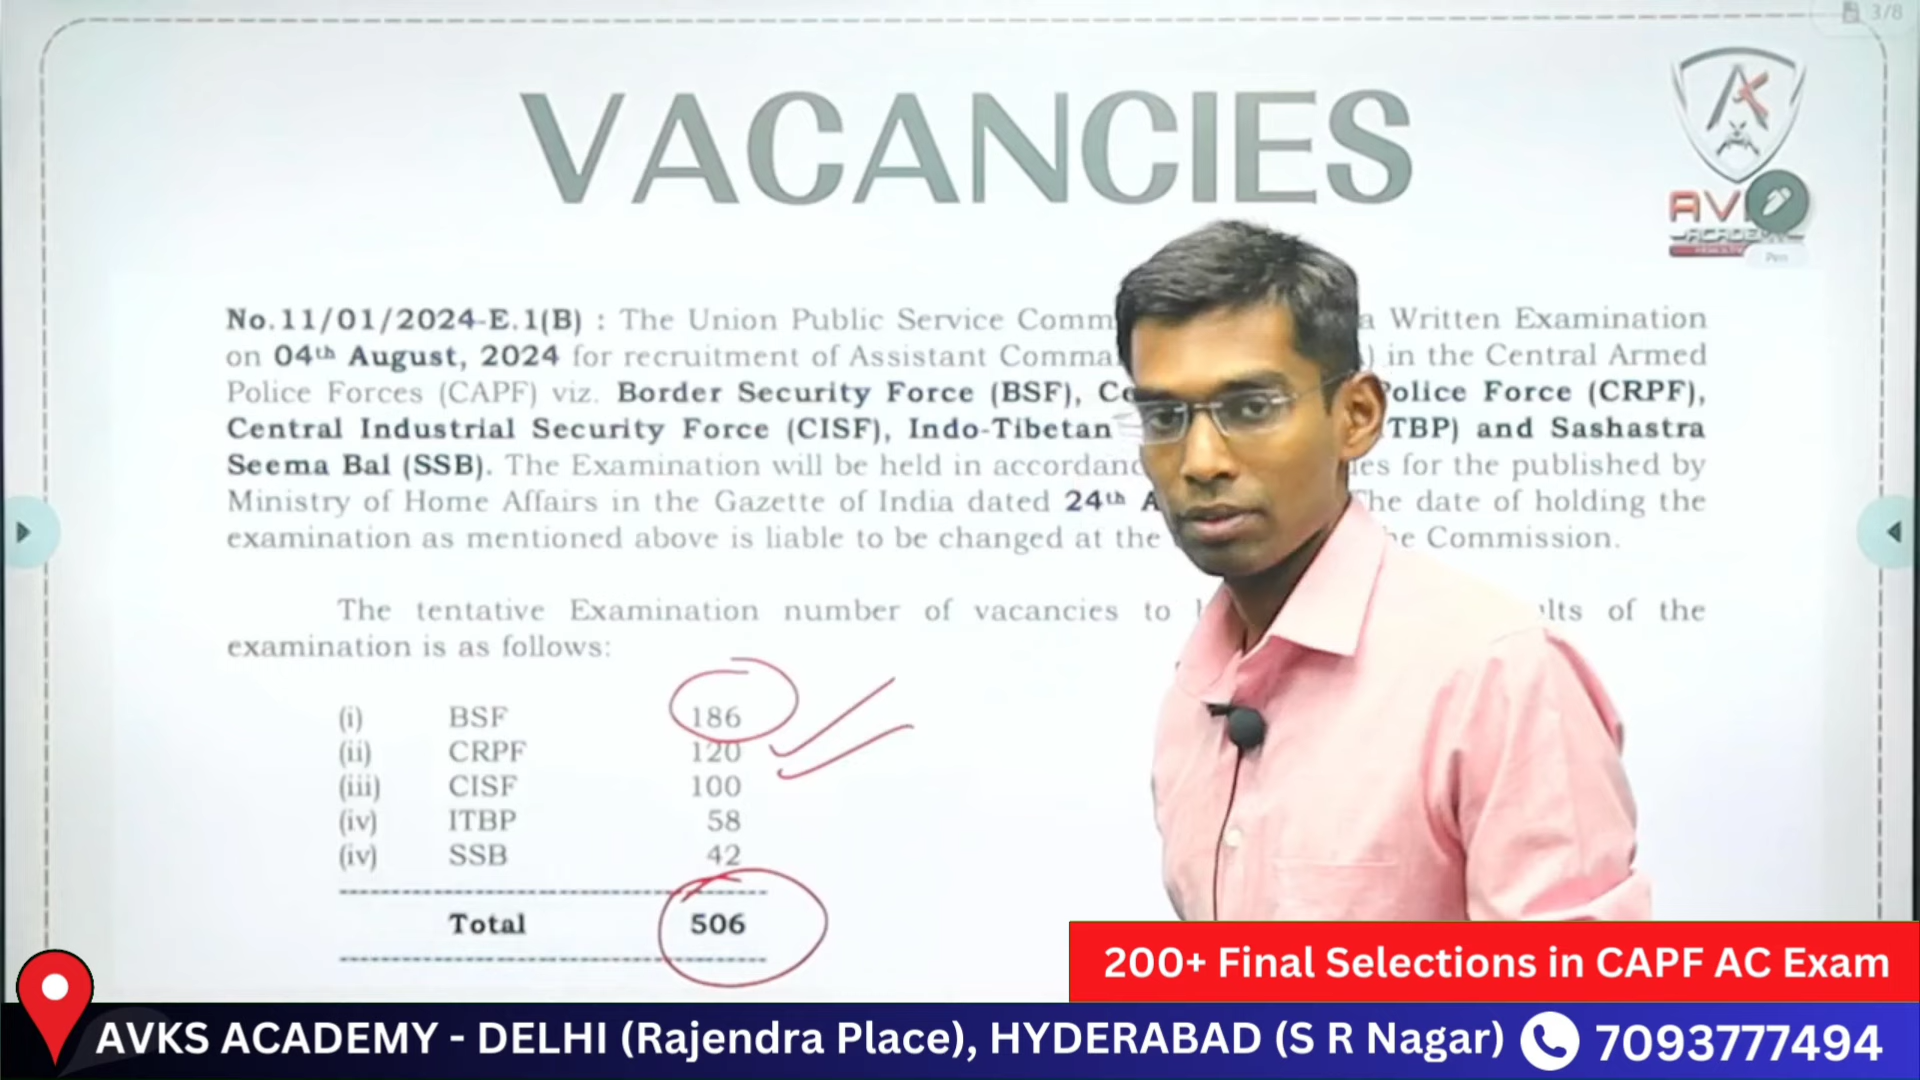 3/8
VACANCIES
AV
ACADEMY
Pen
No.11/01/2024-E.1(B) : The Union Public Service Comm a Written Examination
on 04th August, 2024 for recruitment of Assistant Comma ) in the Central Armed
Police Forces (CAPF) viz. Border Security Force (BSF), Ce Police Force (CRPF),
Central Industrial Security Force (CISF), Indo-Tibetan TBP) and Sashastra
Seema Bal (SSB). The Examination will be held in accordanc es for the published by
Ministry of Home Affairs in the Gazette of India dated 24th A The date of holding the
examination as mentioned above is liable to be changed at the he Commission.
The tentative Examination number of vacancies to lts of the
examination is as follows:
(i) BSF 186
(ii) CRPF 120
(iii) CISF 100
(iv) ITBP 58
(iv) SSB 42
Total 506
200+ Final Selections in CAPF AC Exam
AVKS ACADEMY - DELHI (Rajendra Place), HYDERABAD (S R Nagar) 7093777494